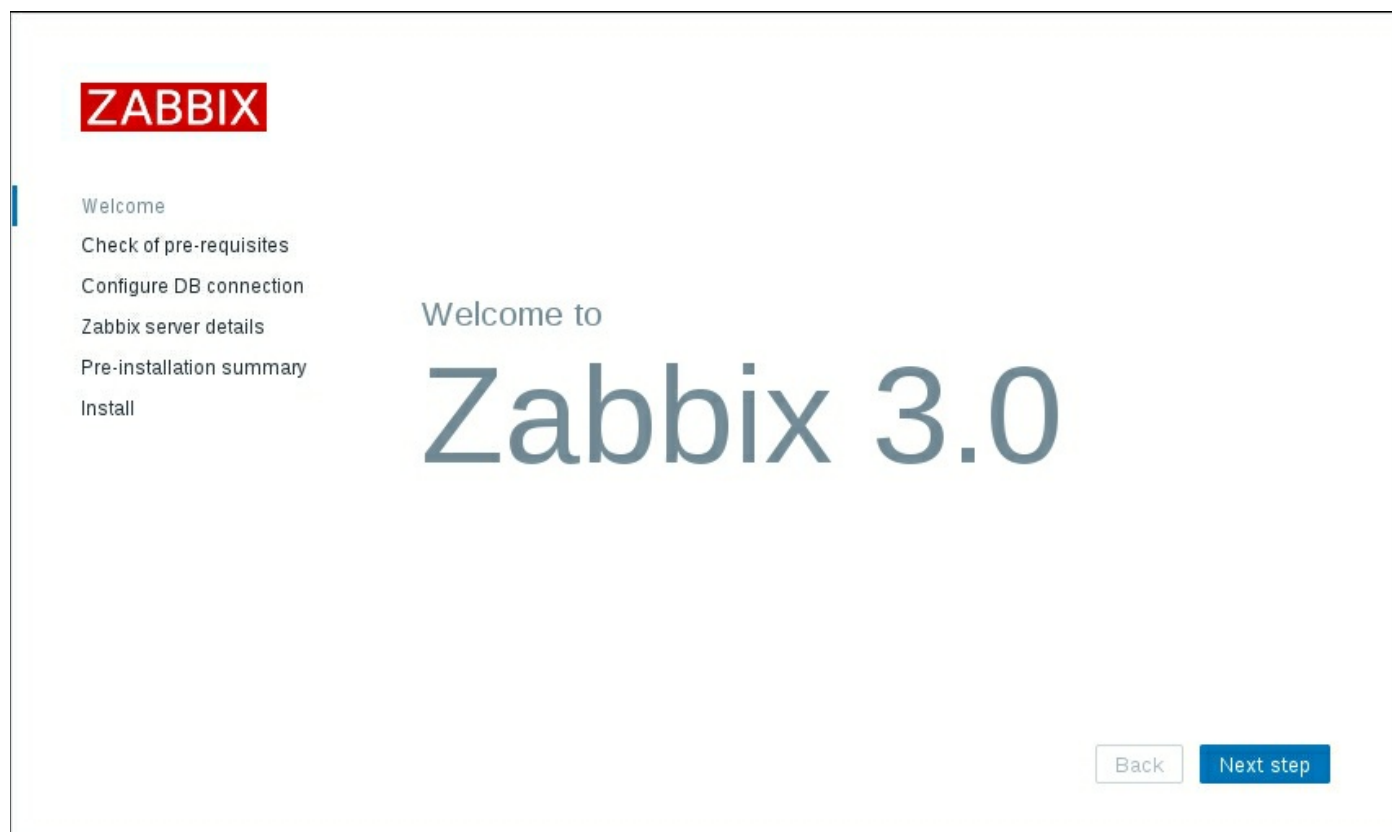 ZABBIX
Welcome
Check of pre-requisites
Configure DB connection
Zabbix server details
Pre-installation summary
Install
Welcome to
Zabbix 3.0
Back
Next step